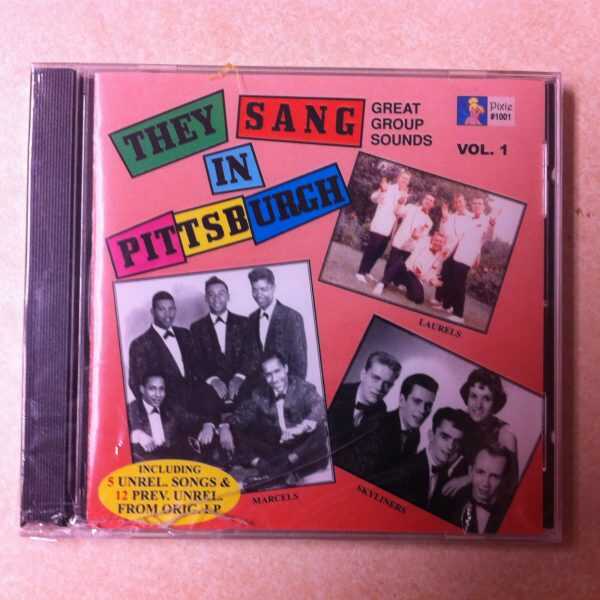 THEY SANG
IN
PITTSBURGH
GREAT
GROUP
SOUNDS
Pixie
#1001
VOL. 1
LAURELS
MARCELS
SKYLINERS
INCLUDING
5 UNREL. SONGS &
12 PREV. UNREL.
FROM ORIG. LP